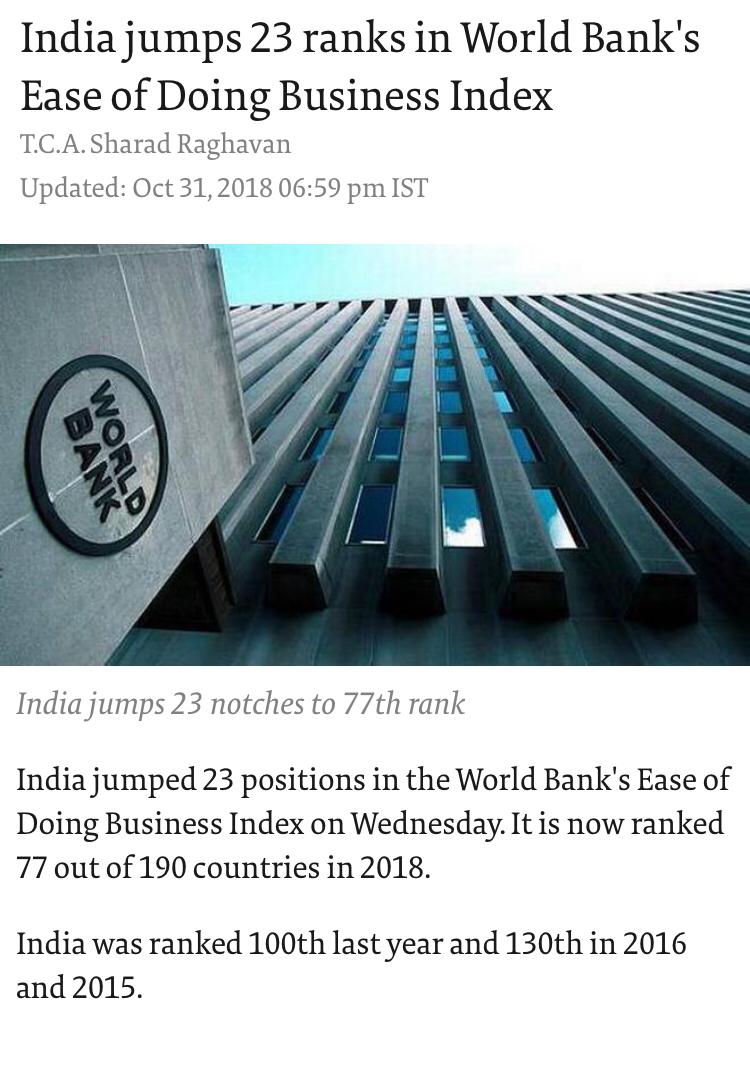 India jumps 23 ranks in World Bank's
Ease of Doing Business Index
T.C.A. Sharad Raghavan
Updated: Oct 31, 2018 06:59 pm IST
WORLD
BANK
India jumps 23 notches to 77th rank
India jumped 23 positions in the World Bank's Ease of
Doing Business Index on Wednesday. It is now ranked
77 out of 190 countries in 2018.
India was ranked 100th last year and 130th in 2016
and 2015.